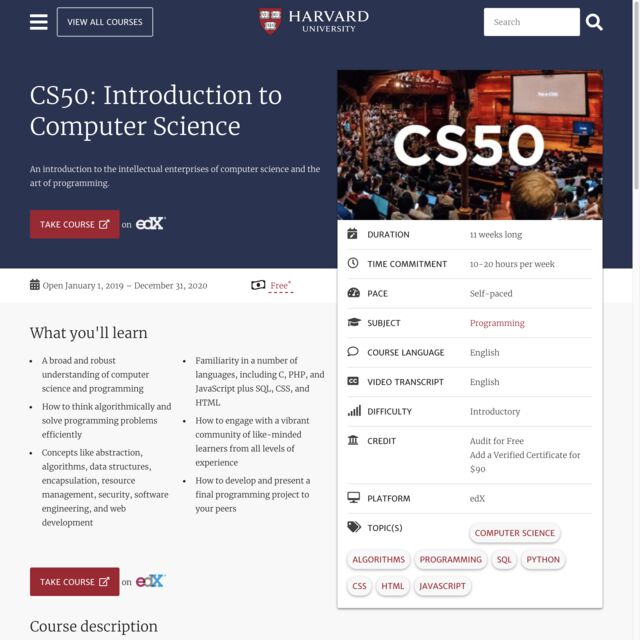 VIEW ALL COURSES
HARVARD
UNIVERSITY
Search
CS50: Introduction to
Computer Science
An introduction to the intellectual enterprises of computer science and the
art of programming.
TAKE COURSE on edX
CS50
Open January 1, 2019 – December 31, 2020
Free*
What you'll learn
A broad and robust
understanding of computer
science and programming
How to think algorithmically and
solve programming problems
efficiently
Concepts like abstraction,
algorithms, data structures,
encapsulation, resource
management, security, software
engineering, and web
development
Familiarity in a number of
languages, including C, PHP, and
JavaScript plus SQL, CSS, and
HTML
How to engage with a vibrant
community of like-minded
learners from all levels of
experience
How to develop and present a
final programming project to
your peers
TAKE COURSE on edX
Course description
DURATION 11 weeks long
TIME COMMITMENT 10-20 hours per week
PACE Self-paced
SUBJECT Programming
COURSE LANGUAGE English
VIDEO TRANSCRIPT English
DIFFICULTY Introductory
CREDIT Audit for Free
Add a Verified Certificate for
$90
PLATFORM edX
TOPIC(S) COMPUTER SCIENCE
ALGORITHMS PROGRAMMING SQL PYTHON
CSS HTML JAVASCRIPT